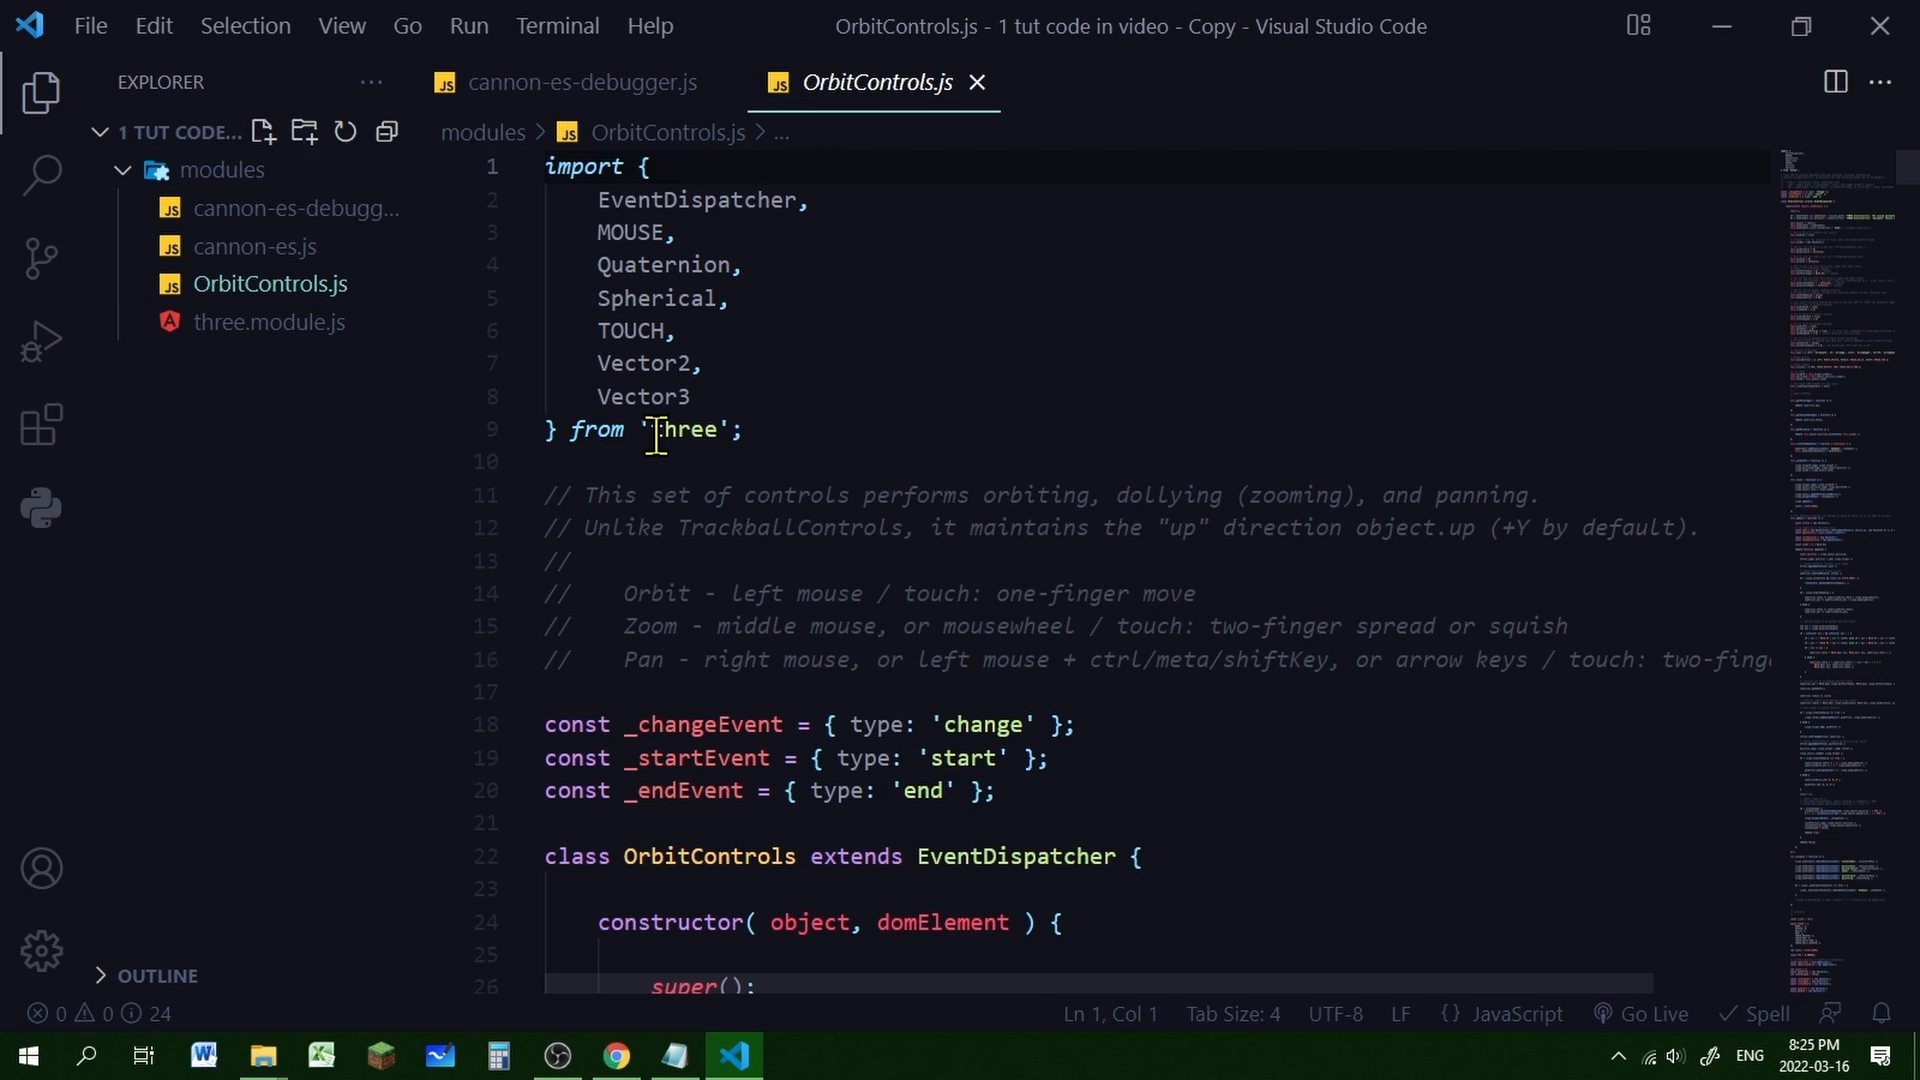 File Edit Selection View Go Run Terminal Help OrbitControls.js - 1 tut code in video - Copy - Visual Studio Code
EXPLORER
cannon-es-debugger.js
OrbitControls.js
1 TUT CODE...
modules > OrbitControls.js > ...
modules
cannon-es-debugg...
cannon-es.js
OrbitControls.js
three.module.js
1 import {
2 EventDispatcher,
3 MOUSE,
4 Quaternion,
5 Spherical,
6 TOUCH,
7 Vector2,
8 Vector3
9 } from 'three';
10
11 // This set of controls performs orbiting, dollying (zooming), and panning.
12 // Unlike TrackballControls, it maintains the "up" direction object.up (+Y by default).
13 //
14 // Orbit - left mouse / touch: one-finger move
15 // Zoom - middle mouse, or mousewheel / touch: two-finger spread or squish
16 // Pan - right mouse, or left mouse + ctrl/meta/shiftKey, or arrow keys / touch: two-fing
17
18 const _changeEvent = { type: 'change' };
19 const _startEvent = { type: 'start' };
20 const _endEvent = { type: 'end' };
21
22 class OrbitControls extends EventDispatcher {
23
24 constructor( object, domElement ) {
25
26 super();
OUTLINE
0 0 24 Ln 1, Col 1 Tab Size: 4 UTF-8 LF {} JavaScript Go Live Spell
ENG
8:25 PM
2022-03-16